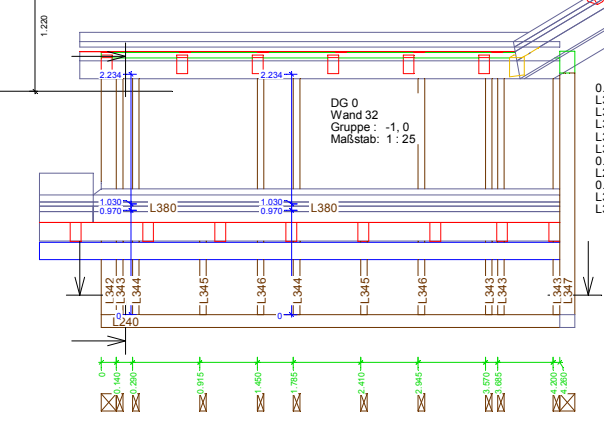 1.220
2.234
2.234
DG 0
Wand 32
Gruppe : -1, 0
Maßstab: 1 : 25
0.
L
L
L
L
L
0.
L
0.
L
L
1.030
0.970
L380
1.030
0.970
L380
L342
L343
L344
L345
L346
L344
L345
L346
L343
L343
L343
L347
0
0
L240
0
0.140
0.290
0.915
1.450
1.785
2.410
2.945
3.570
3.685
4.200
4.260